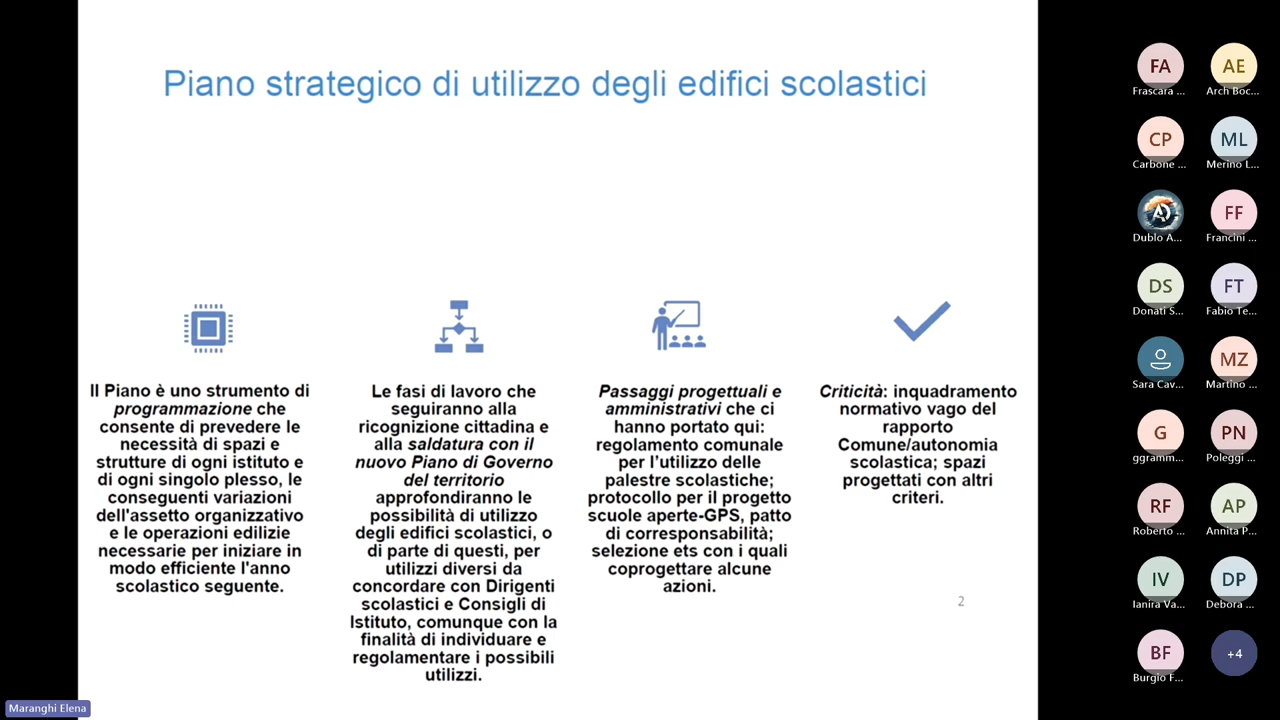 Piano strategico di utilizzo degli edifici scolastici
Il Piano è uno strumento di
programmazione che
consente di prevedere le
necessità di spazi e
strutture di ogni istituto e
di ogni singolo plesso, le
conseguenti variazioni
dell'assetto organizzativo
e le operazioni edilizie
necessarie per iniziare in
modo efficiente l'anno
scolastico seguente.
Le fasi di lavoro che
seguiranno alla
ricognizione cittadina e
alla saldatura con il
nuovo Piano di Governo
del territorio
approfondiranno le
possibilità di utilizzo
degli edifici scolastici, o
di parte di questi, per
utilizzi diversi da
concordare con Dirigenti
scolastici e Consigli di
Istituto, comunque con la
finalità di individuare e
regolamentare i possibili
utilizzi.
Passaggi progettuali e
amministrativi che ci
hanno portato qui:
regolamento comunale
per l'utilizzo delle
palestre scolastiche;
protocollo per il progetto
scuole aperte-GPS, patto
di corresponsabilità;
selezione ets con i quali
coprogettare alcune
azioni.
Criticità: inquadramento
normativo vago del
rapporto
Comune/autonomia
scolastica; spazi
progettati con altri
criteri.
2
FA
Frascara ...
AE
Arch Boc...
CP
Carbone ...
ML
Merino L...
Dublo A...
FF
Francini ...
DS
Donati S...
FT
Fabio Te...
Sara Cav...
MZ
Martino ...
G
ggramm...
PN
Poleggi ...
RF
Roberto ...
AP
Annita P...
IV
Ianira Va...
DP
Debora ...
BF
Burgio F...
+4
Maranghi Elena